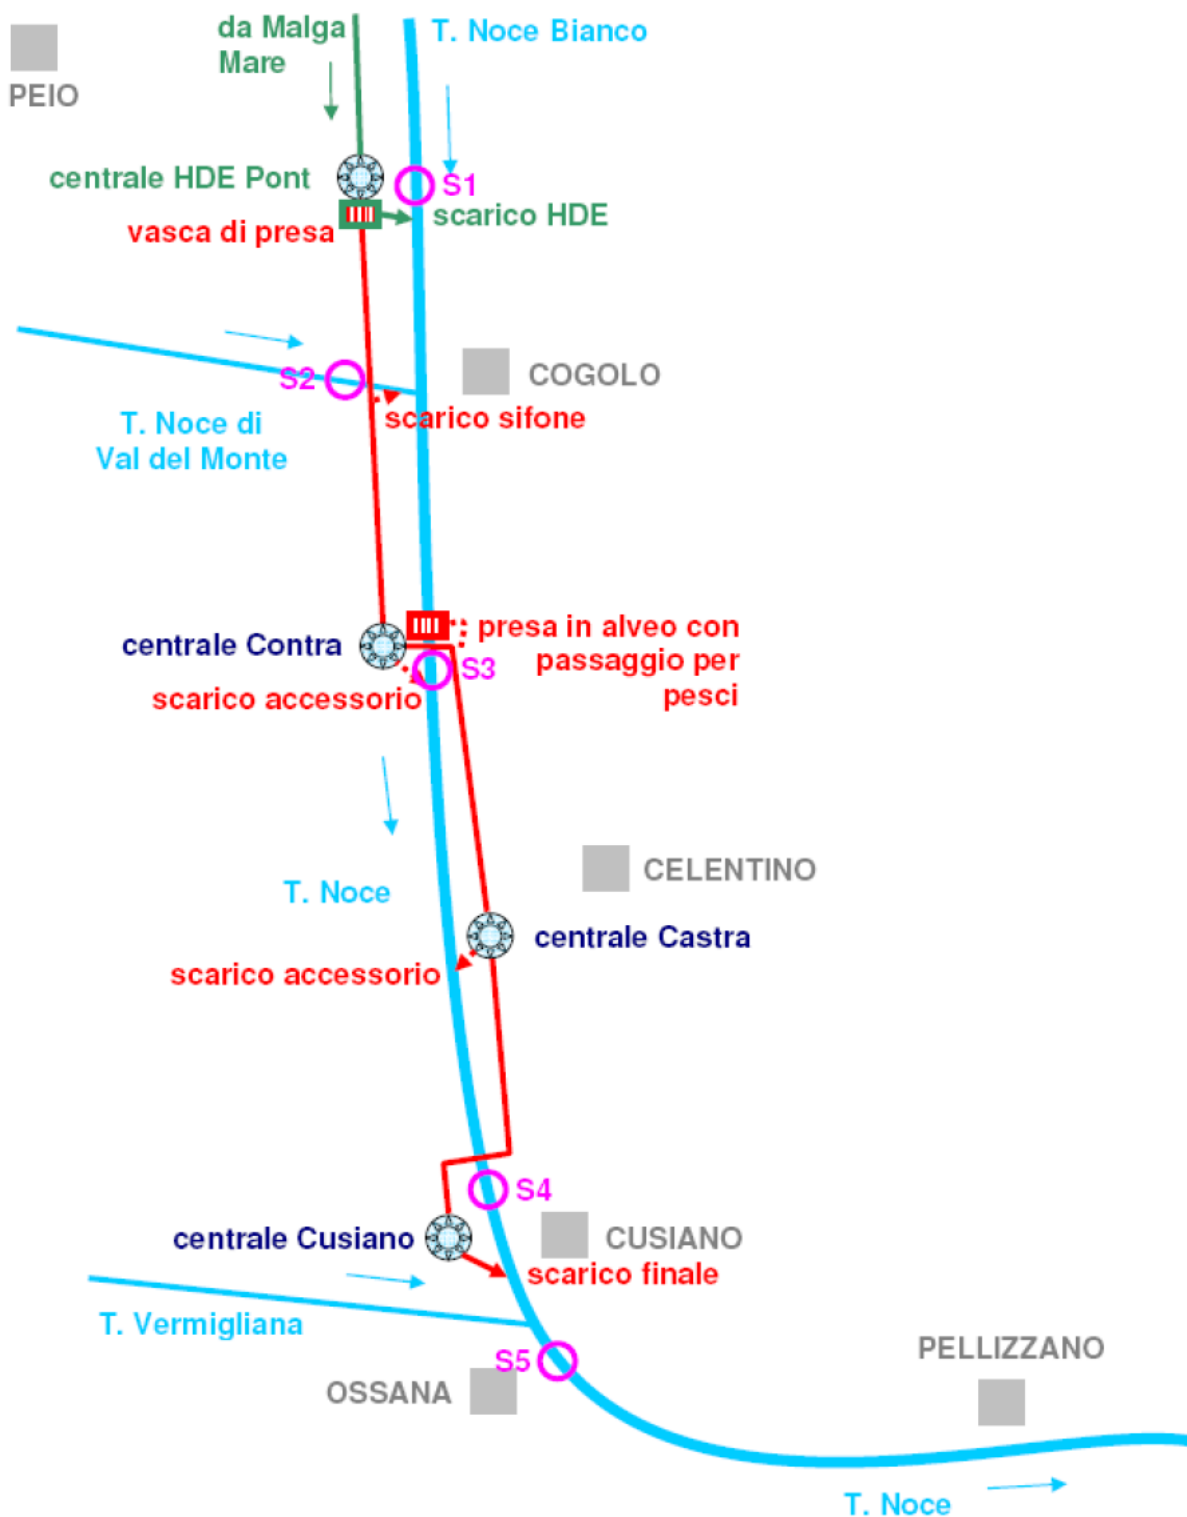 da Malga
Mare
T. Noce Bianco
PEIO
centrale HDE Pont
S1
scarico HDE
vasca di presa
S2
COGOLO
scarico sifone
T. Noce di
Val del Monte
presa in alveo con
passaggio per
pesci
centrale Contra
S3
scarico accessorio
CELENTINO
T. Noce
centrale Castra
scarico accessorio
S4
centrale Cusiano
CUSIANO
scarico finale
T. Vermigliana
S5
PELLIZZANO
OSSANA
T. Noce